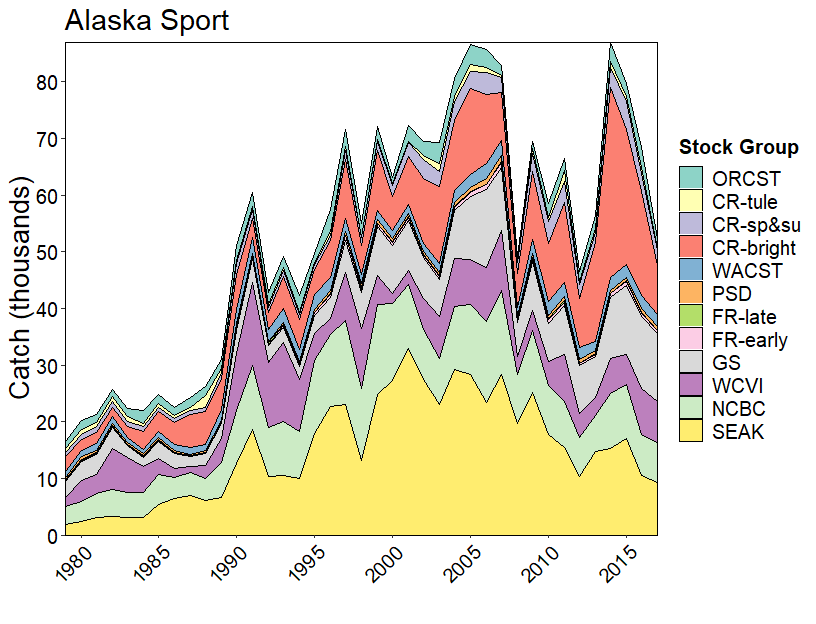 Alaska Sport
Catch (thousands)
80
70
60
50
40
30
20
10
0
1980
1985
1990
1995
2000
2005
2010
2015
Stock Group
ORCST
CR-tule
CR-sp&su
CR-bright
WACST
PSD
FR-late
FR-early
GS
WCVI
NCBC
SEAK